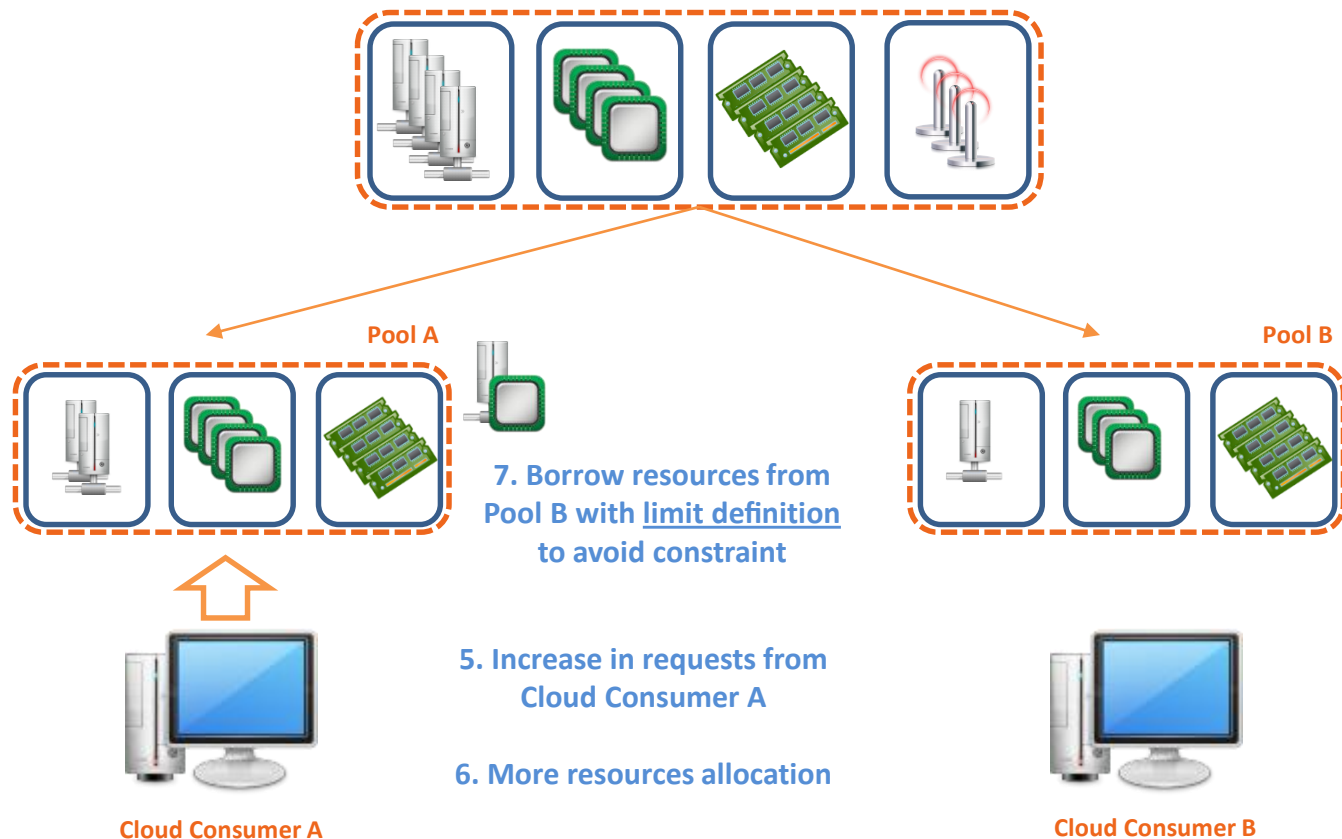 Pool A
Pool B
7. Borrow resources from
Pool B with limit definition
to avoid constraint
5. Increase in requests from
Cloud Consumer A
6. More resources allocation
Cloud Consumer A
Cloud Consumer B